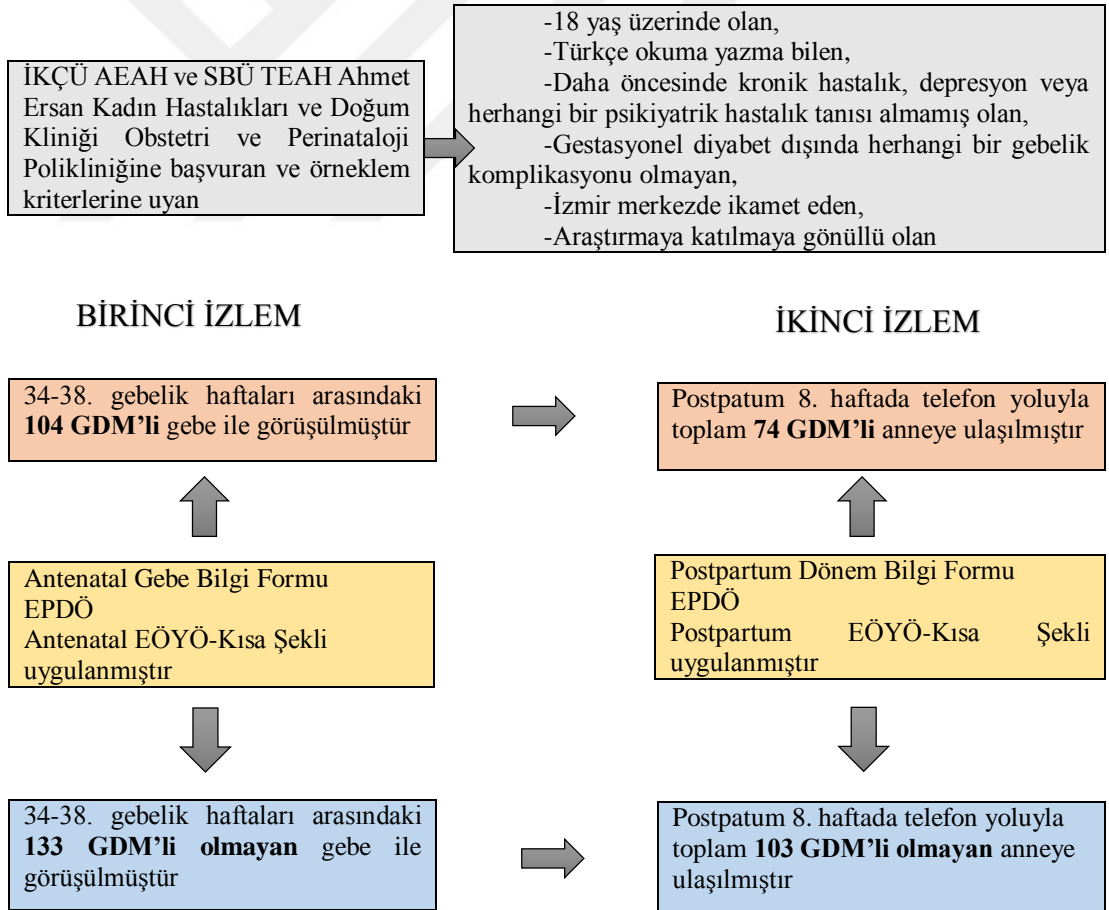 İKÇÜ AEAH ve SBÜ TEAH Ahmet
Ersan Kadın Hastalıkları ve Doğum
Kliniği Obstetri ve Perinataloji
Polikliniğine başvuran ve örneklem
kriterlerine uyan
-18 yaş üzerinde olan,
-Türkçe okuma yazma bilen,
-Daha öncesinde kronik hastalık, depresyon veya
herhangi bir psikiyatrik hastalık tanısı almamış olan,
-Gestasyonel diyabet dışında herhangi bir gebelik
komplikasyonu olmayan,
-İzmir merkezde ikamet eden,
-Araştırmaya katılmaya gönüllü olan
BİRİNCİ İZLEM
İKİNCİ İZLEM
34-38. gebelik haftaları arasındaki
104 GDM’li gebe ile görüşülmüştür
Postpatum 8. haftada telefon yoluyla
toplam 74 GDM’li anneye ulaşılmıştır
Antenatal Gebe Bilgi Formu
EPDÖ
Antenatal EÖYÖ-Kısa Şekli
uygulanmıştır
Postpartum Dönem Bilgi Formu
EPDÖ
Postpartum EÖYÖ-Kısa Şekli
uygulanmıştır
34-38. gebelik haftaları arasındaki
133 GDM’li olmayan gebe ile
görüşülmüştür
Postpatum 8. haftada telefon yoluyla
toplam 103 GDM’li olmayan anneye
ulaşılmıştır